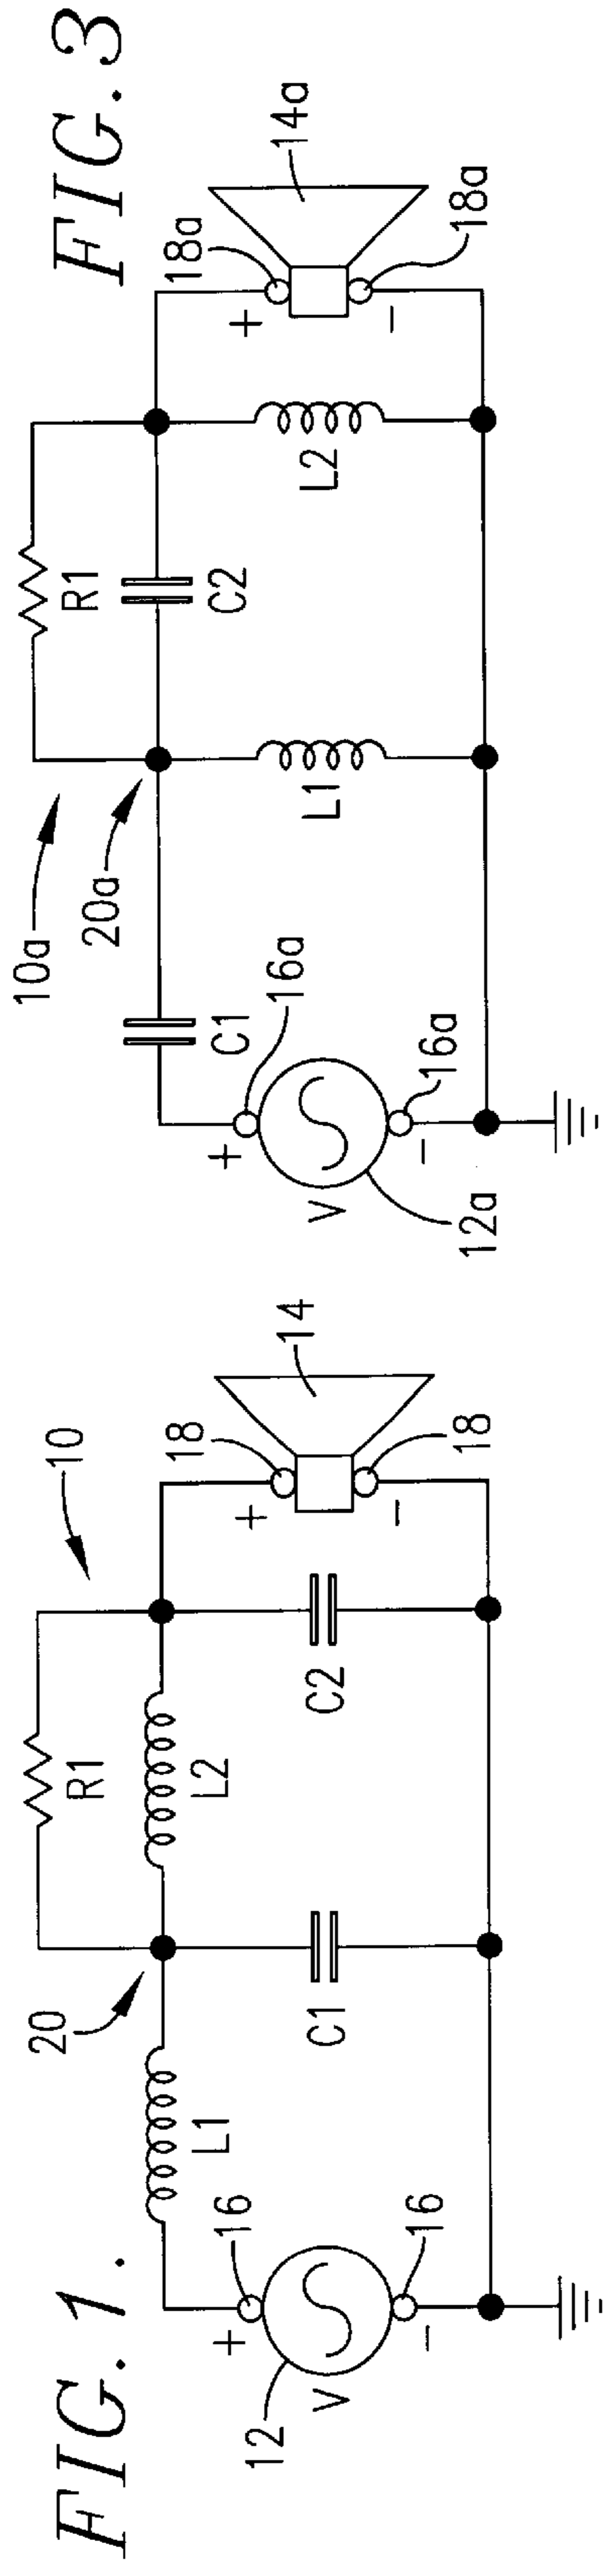 FIG. 1.
12
V
+
16
-
16
L1
20
C1
R1
L2
C2
10
+
18
-
18
14
FIG. 3
12a
V
+
16a
-
16a
C1
10a
20a
L1
R1
C2
L2
+
18a
-
18a
14a